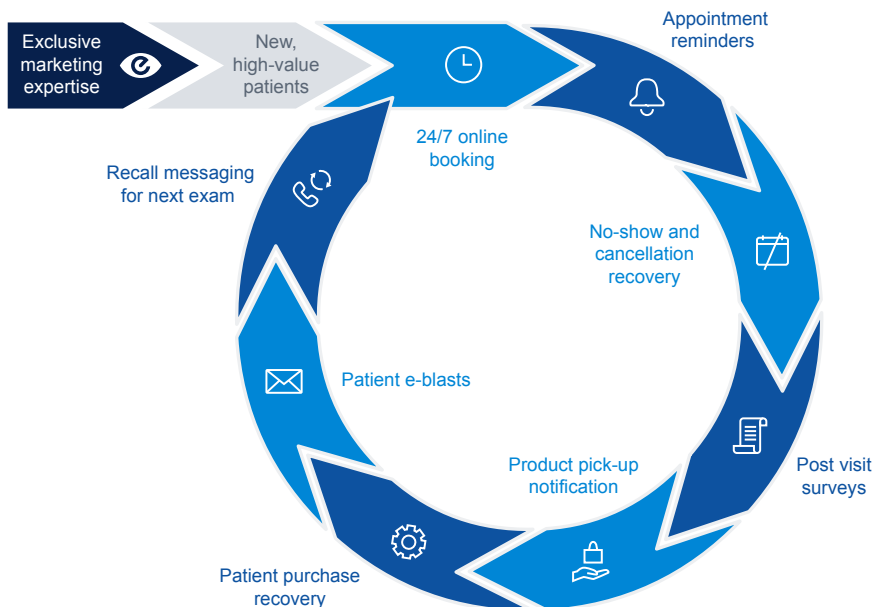 Exclusive
marketing
expertise
New,
high-value
patients
24/7 online
booking
Appointment
reminders
No-show and
cancellation
recovery
Post visit
surveys
Product pick-up
notification
Patient purchase
recovery
Patient e-blasts
Recall messaging
for next exam